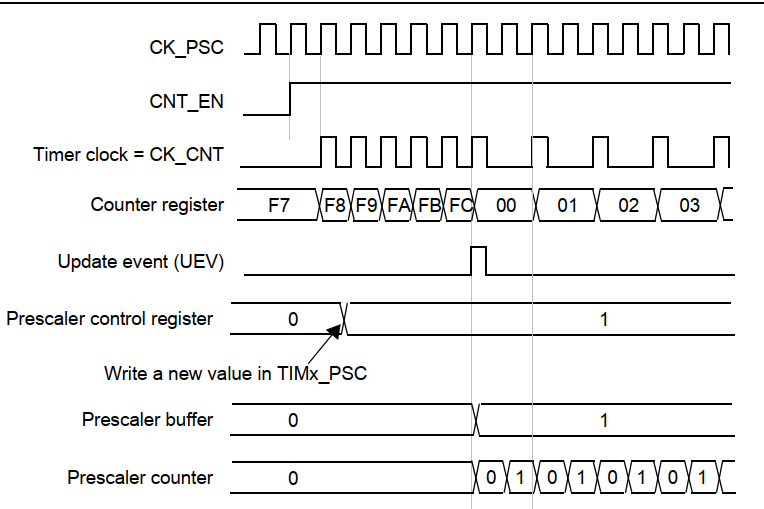 CK_PSC
CNT_EN
Timer clock = CK_CNT
Counter register F7 F8 F9 FA FB FC 00 01 02 03
Update event (UEV)
Prescaler control register 0 1
Write a new value in TIMx_PSC
Prescaler buffer 0 1
Prescaler counter 0 0 1 0 1 0 1 0 1